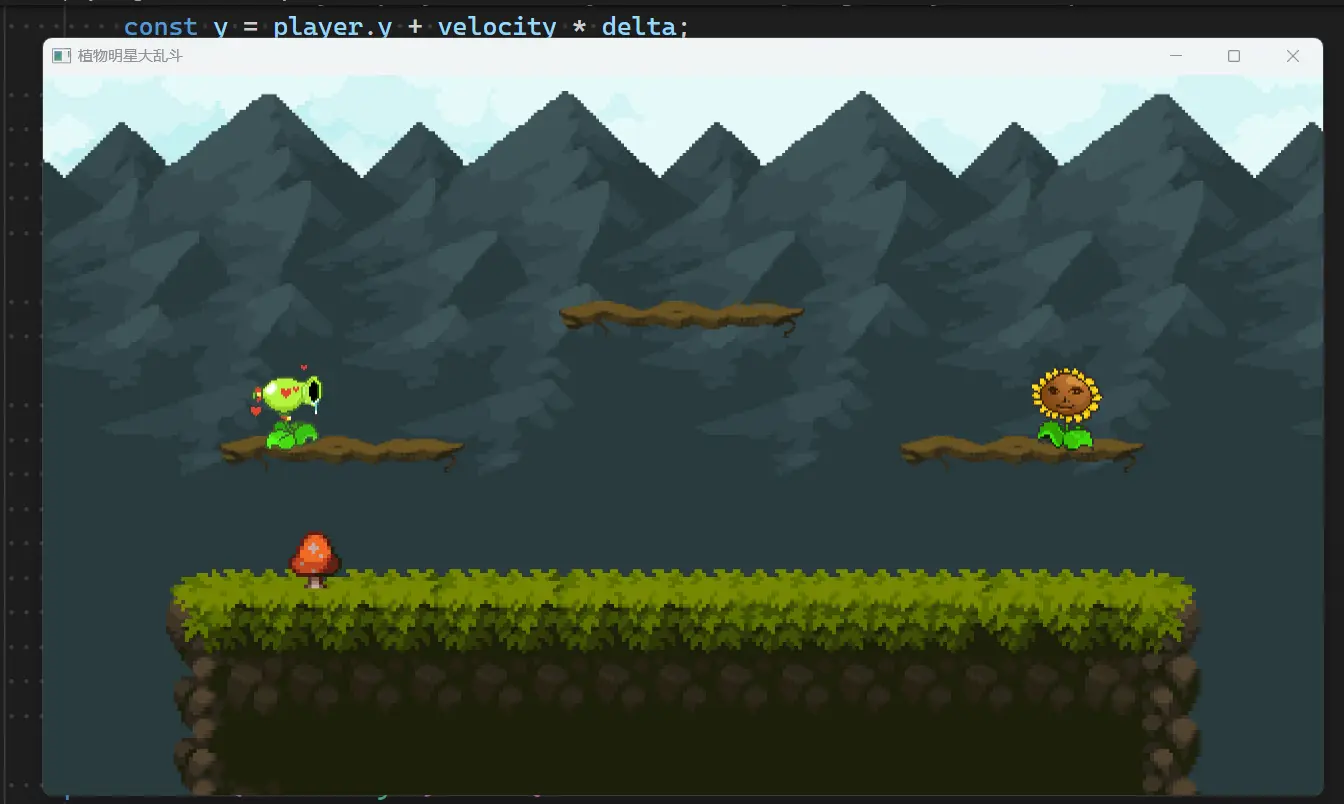 const y = player.y + velocity * delta;
植物明星大乱斗